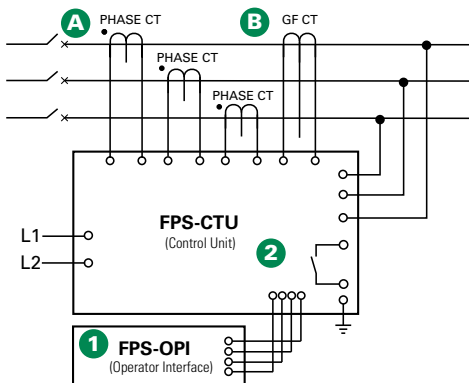 A PHASE CT
B GF CT
PHASE CT
PHASE CT
FPS-CTU
(Control Unit)
L1
L2
2
1 FPS-OPI
(Operator Interface)